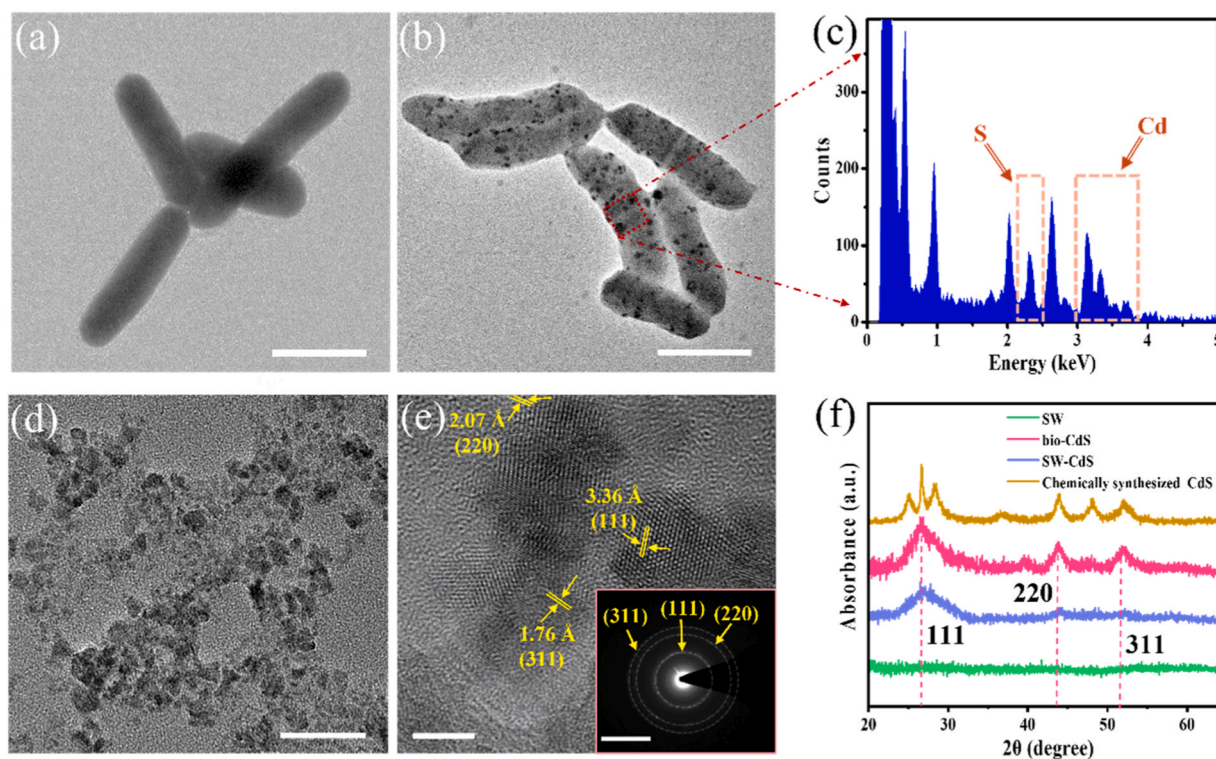 (a)
(b)
(c)
300
200
100
0
Counts
S
Cd
0
1
2
3
4
5
Energy (keV)
(d)
(e)
2.07 Å
(220)
3.36 Å
(111)
1.76 Å
(311)
(311)
(111)
(220)
(f)
SW
bio-CdS
SW-CdS
Chemically synthesized CdS
Absorbance (a.u.)
220
111
311
20
30
40
50
60
2θ (degree)